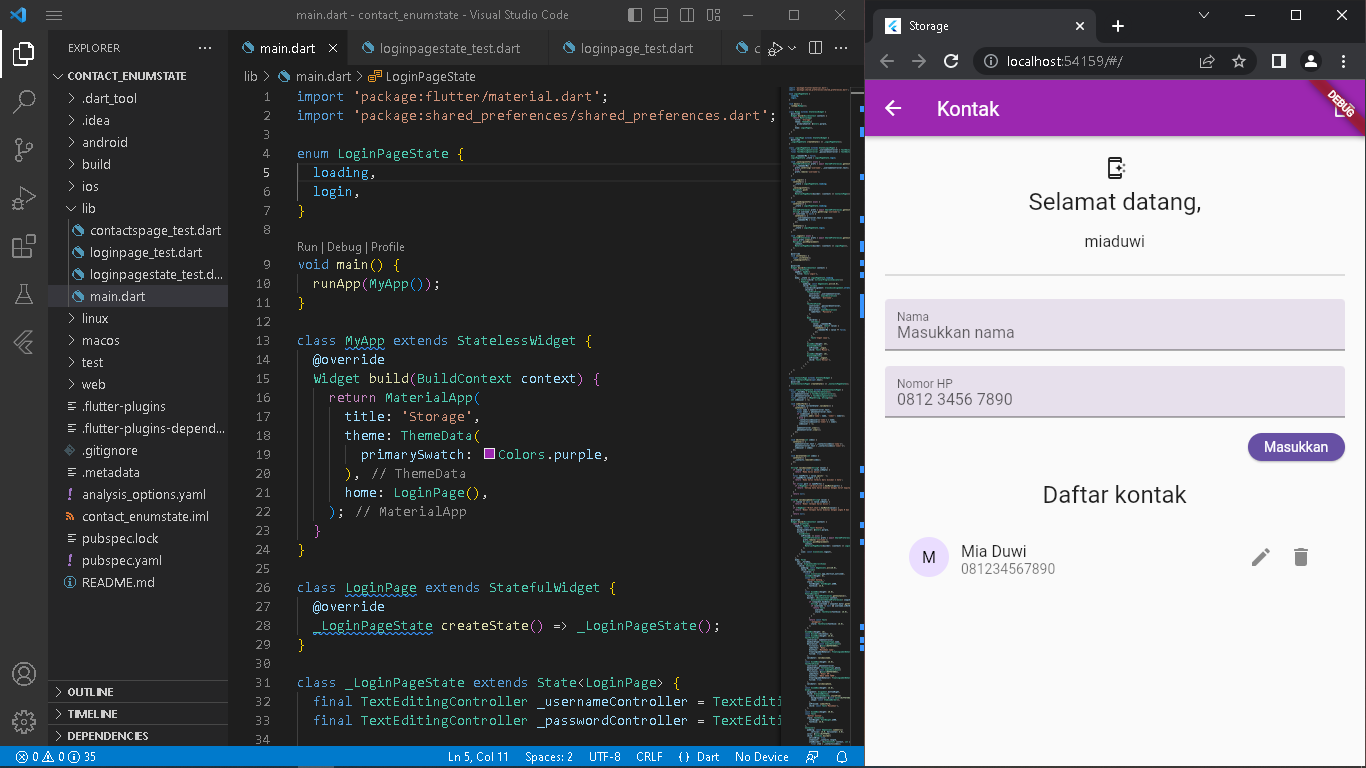 main.dart - contact_enumstate - Visual Studio Code
EXPLORER
CONTACT_ENUMSTATE
.dart_tool
.idea
android
build
ios
lib
contactspage_test.dart
loginpage_test.dart
loginpagestate_test.d...
main.dart
linux
macos
test
web
.flutter-plugins
.flutter-plugins-depend...
.gitignore
.metadata
analysis_options.yaml
contact_enumstate.iml
pubspec.lock
pubspec.yaml
README.md
OUTLINE
TIMELINE
DEPENDENCIES
main.dart loginpagestate_test.dart loginpage_test.dart c
lib > main.dart > LoginPageState
1 import 'package:flutter/material.dart';
2 import 'package:shared_preferences/shared_preferences.dart';
3
4 enum LoginPageState {
5 loading,
6 login,
7 }
8
Run | Debug | Profile
9 void main() {
10 runApp(MyApp());
11 }
12
13 class MyApp extends StatelessWidget {
14 @override
15 Widget build(BuildContext context) {
16 return MaterialApp(
17 title: 'Storage',
18 theme: ThemeData(
19 primarySwatch: Colors.purple,
20 ), // ThemeData
21 home: LoginPage(),
22 ); // MaterialApp
23 }
24 }
25
26 class LoginPage extends StatefulWidget {
27 @override
28 _LoginPageState createState() => _LoginPageState();
29 }
30
31 class _LoginPageState extends State<LoginPage> {
32 final TextEditingController _usernameController = TextEditi
33 final TextEditingController _passwordController = TextEditi
34
0 0 35 Ln 5, Col 11 Spaces: 2 UTF-8 CRLF {} Dart No Device
Storage
localhost:54159/#/
Kontak
DEBUG
Selamat datang,
miaduwi
Nama
Masukkan nama
Nomor HP
0812 3456 7890
Masukkan
Daftar kontak
M
Mia Duwi
081234567890